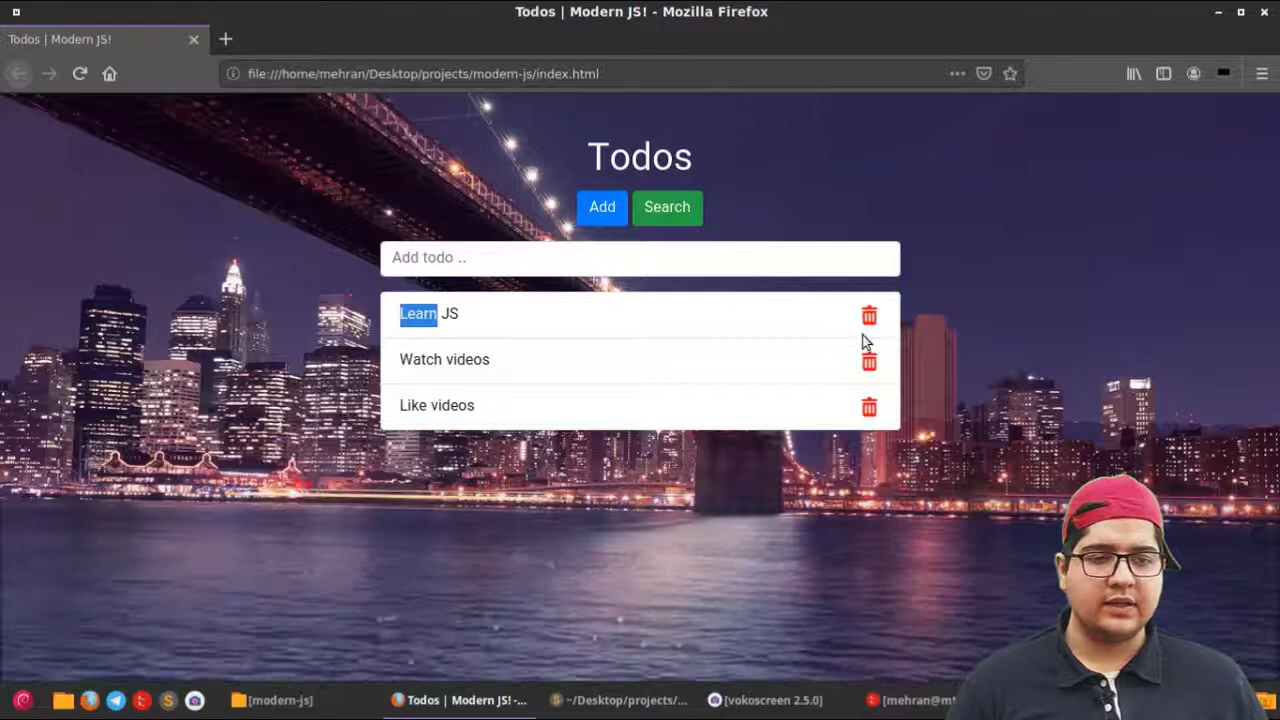 Todos | Modern JS! - Mozilla Firefox
Todos | Modern JS!
file:///home/mehran/Desktop/projects/modern-js/index.html
Todos
Add Search
Add todo ..
Learn JS
Watch videos
Like videos
[modern-js] Todos | Modern JS! -... ~/Desktop/projects/... [vokoscreen 2.5.0] [mehran@mt